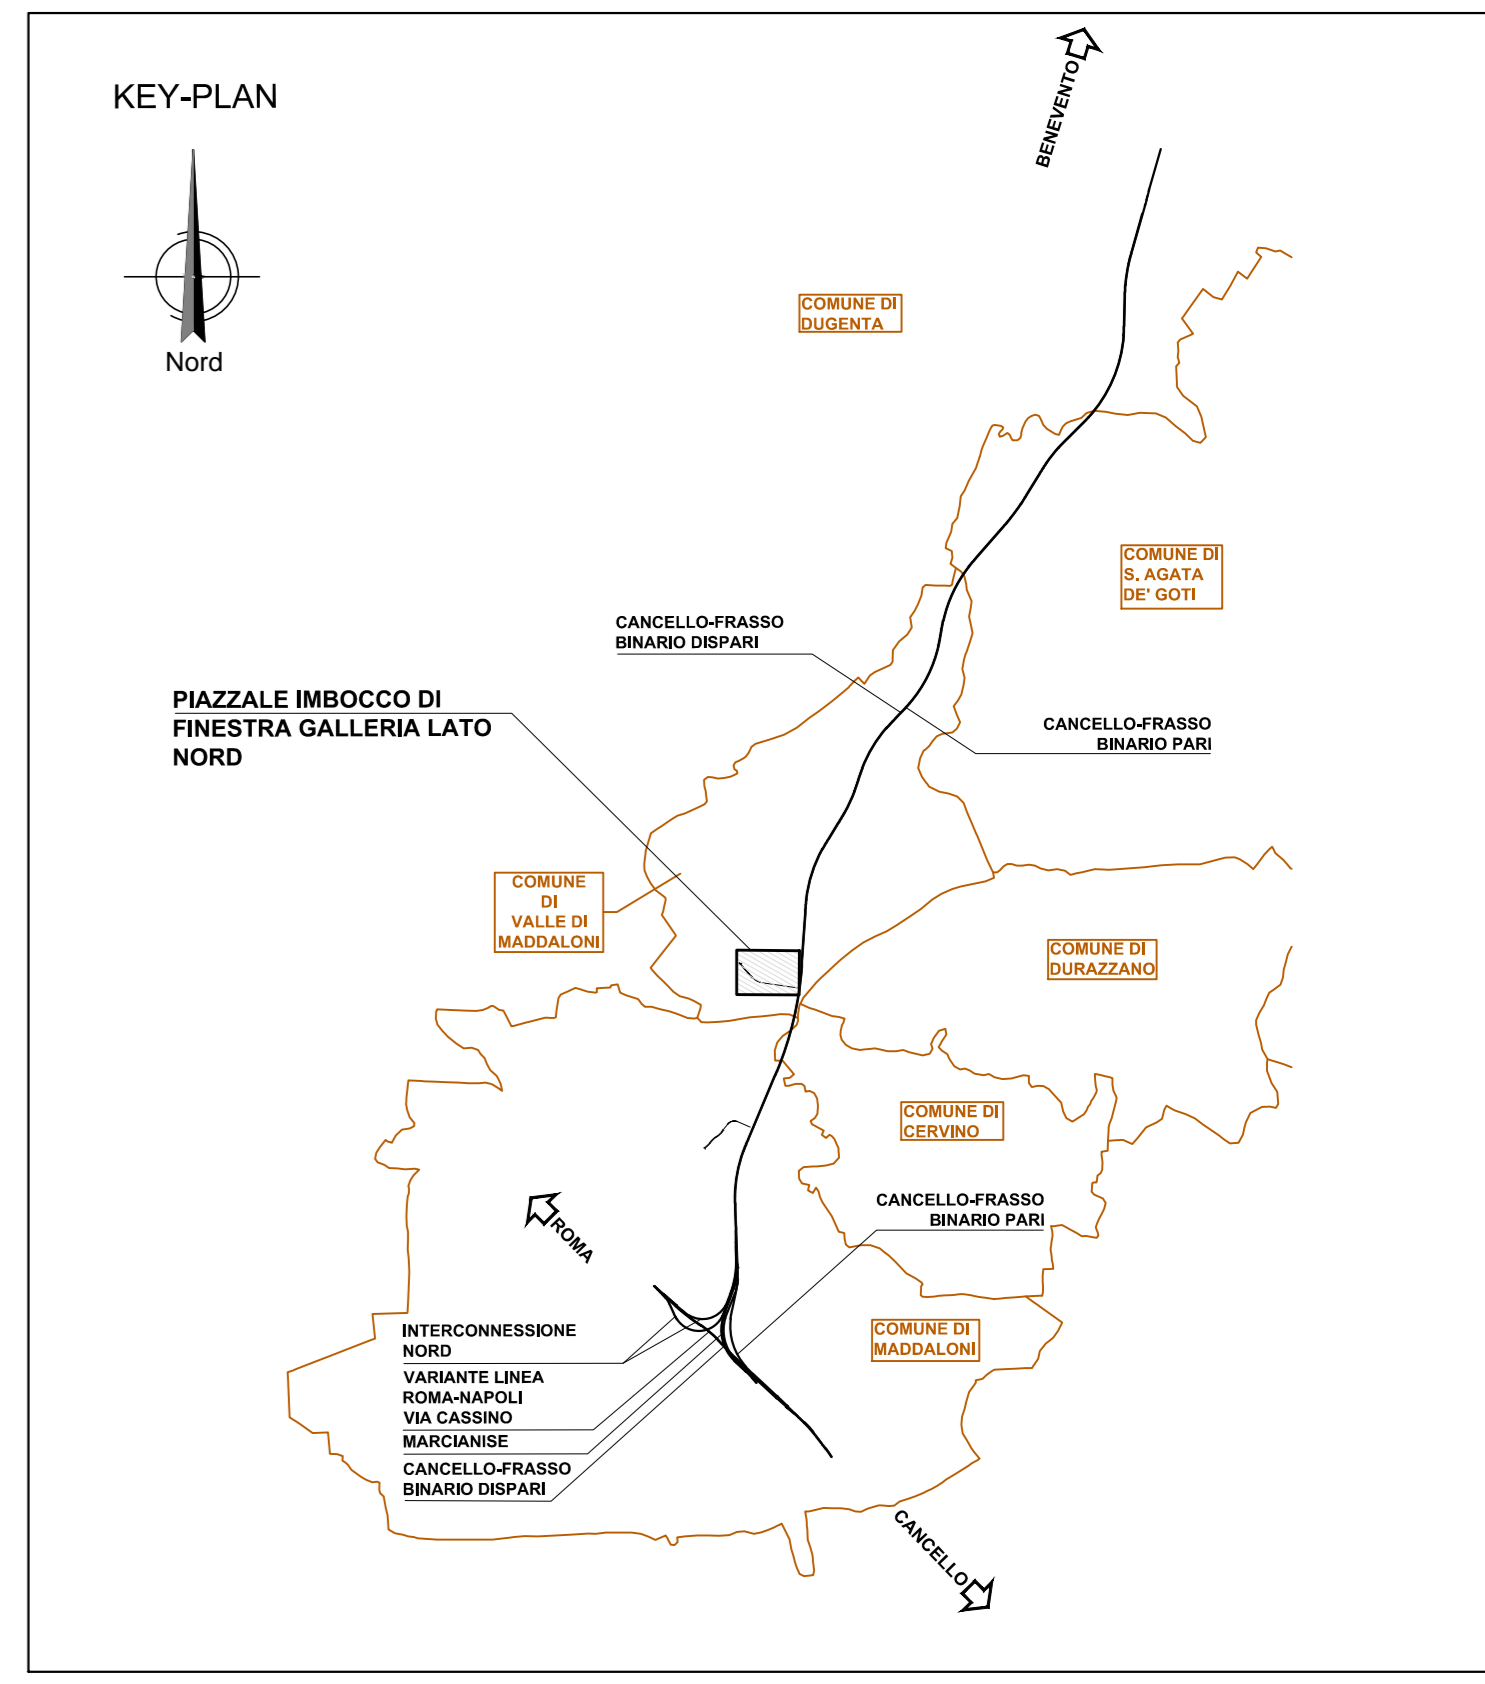 BENEVENTO
KEY-PLAN
Nord
COMUNE DI
DUGENTA
COMUNE DI
S. AGATA
DE' GOTI
CANCELLO-FRASSO
BINARIO DISPARI
PIAZZALE IMBOCCO DI
FINESTRA GALLERIA LATO
NORD
CANCELLO-FRASSO
BINARIO PARI
COMUNE
DI
VALLE DI
MADDALONI
COMUNE DI
DURAZZANO
COMUNE DI
CERVINO
CANCELLO-FRASSO
BINARIO PARI
ROMA
INTERCONNESSIONE
NORD
COMUNE DI
MADDALONI
VARIANTE LINEA
ROMA-NAPOLI
VIA CASSINO
MARCIANISE
CANCELLO-FRASSO
BINARIO DISPARI
CANCELLO